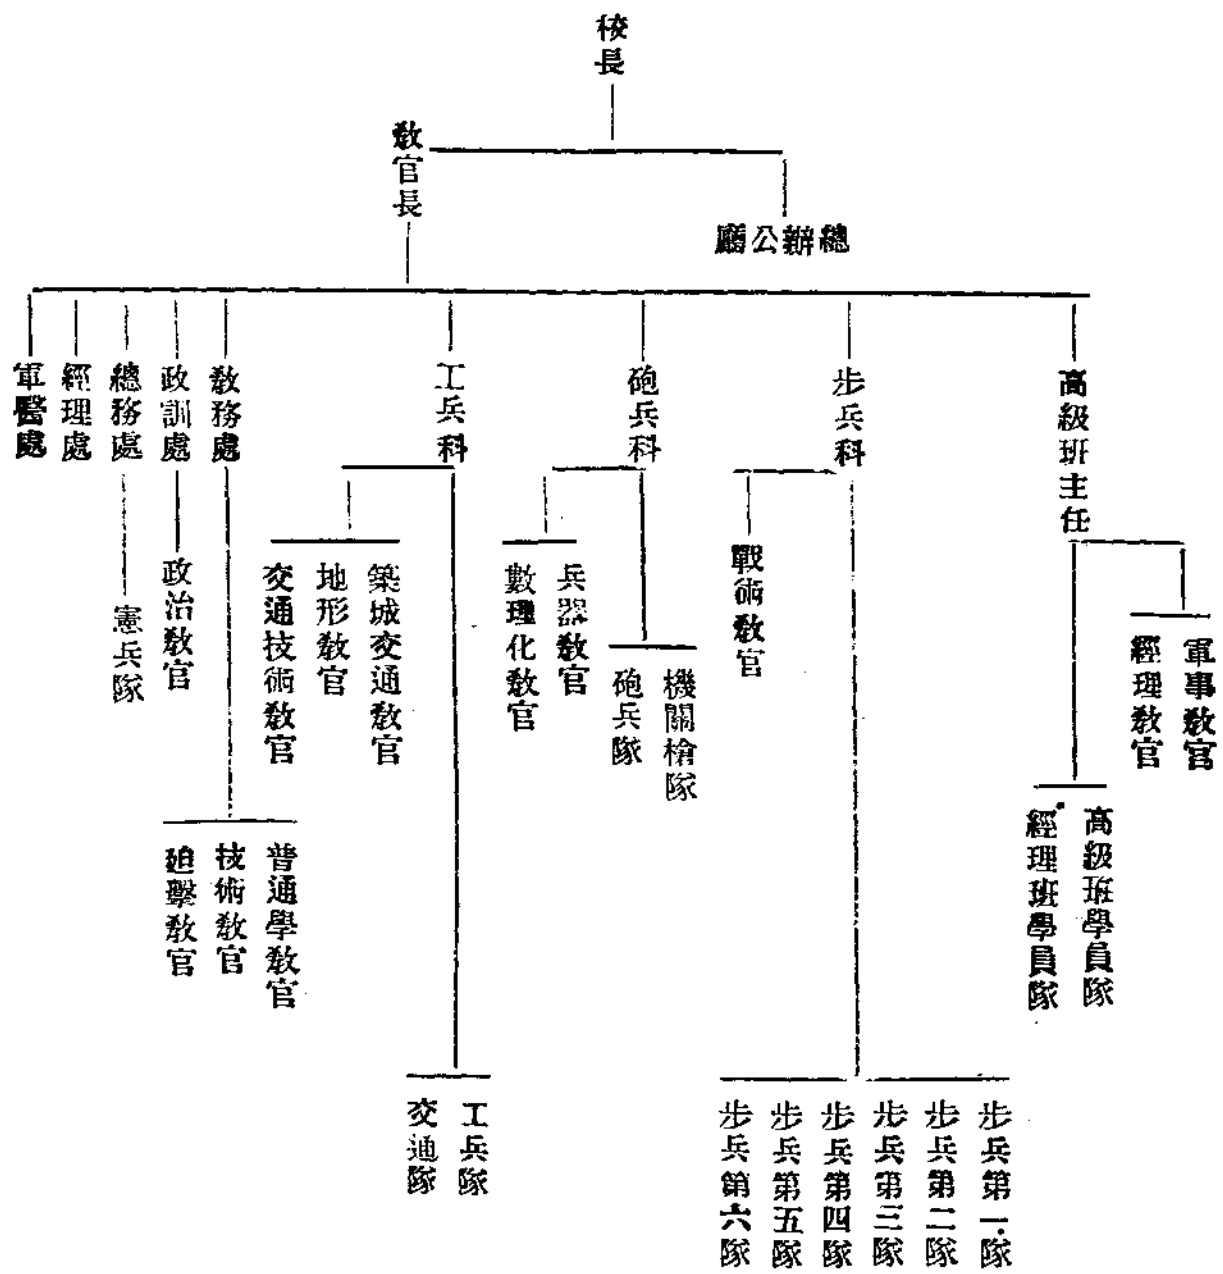 校長
教官長
總辦公廳
高級班主任
步兵科
砲兵科
工兵科
教務處
政訓處
總務處
經理處
軍醫處
軍事教官
經理教官
高級班學員隊
經理班學員隊
戰術教官
步兵第一隊
步兵第二隊
步兵第三隊
步兵第四隊
步兵第五隊
步兵第六隊
兵器教官
數理化教官
機關槍隊
砲兵隊
築城交通教官
地形教官
交通技術教官
工兵隊
交通隊
普通學教官
技術教官
迫擊教官
政治教官
憲兵隊